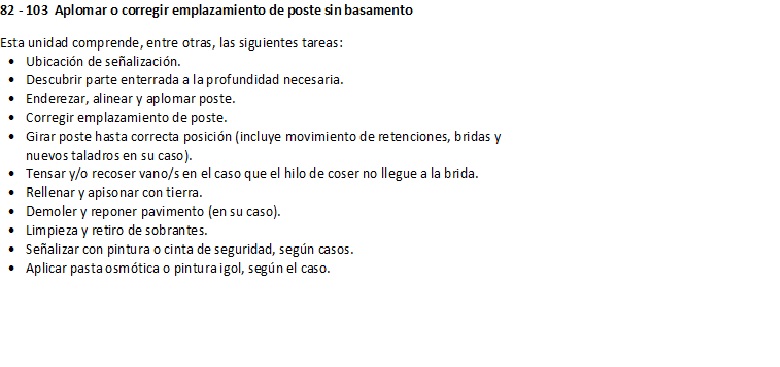 82 - 103 Aplomar o corregir emplazamiento de poste sin basamento
Esta unidad comprende, entre otras, las siguientes tareas:
• Ubicación de señalización.
• Descubrir parte enterrada a la profundidad necesaria.
• Enderezar, alinear y aplomar poste.
• Corregir emplazamiento de poste.
• Girar poste hasta correcta posición (incluye movimiento de retenciones, bridas y
nuevos taladros en su caso).
• Tensar y/o recoser vano/s en el caso que el hilo de coser no llegue a la brida.
• Rellenar y apisonar con tierra.
• Demoler y reponer pavimento (en su caso).
• Limpieza y retiro de sobrantes.
• Señalizar con pintura o cinta de seguridad, según casos.
• Aplicar pasta osmótica o pintura igol, según el caso.